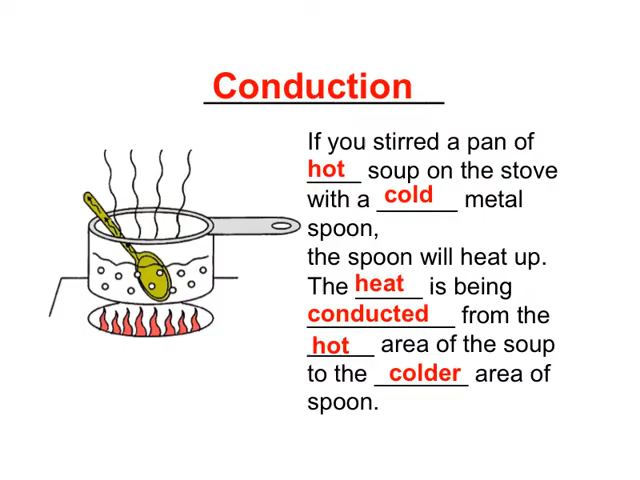 Conduction
If you stirred a pan of
hot soup on the stove
with a cold metal
spoon,
the spoon will heat up.
The heat is being
conducted from the
hot area of the soup
to the colder area of
spoon.